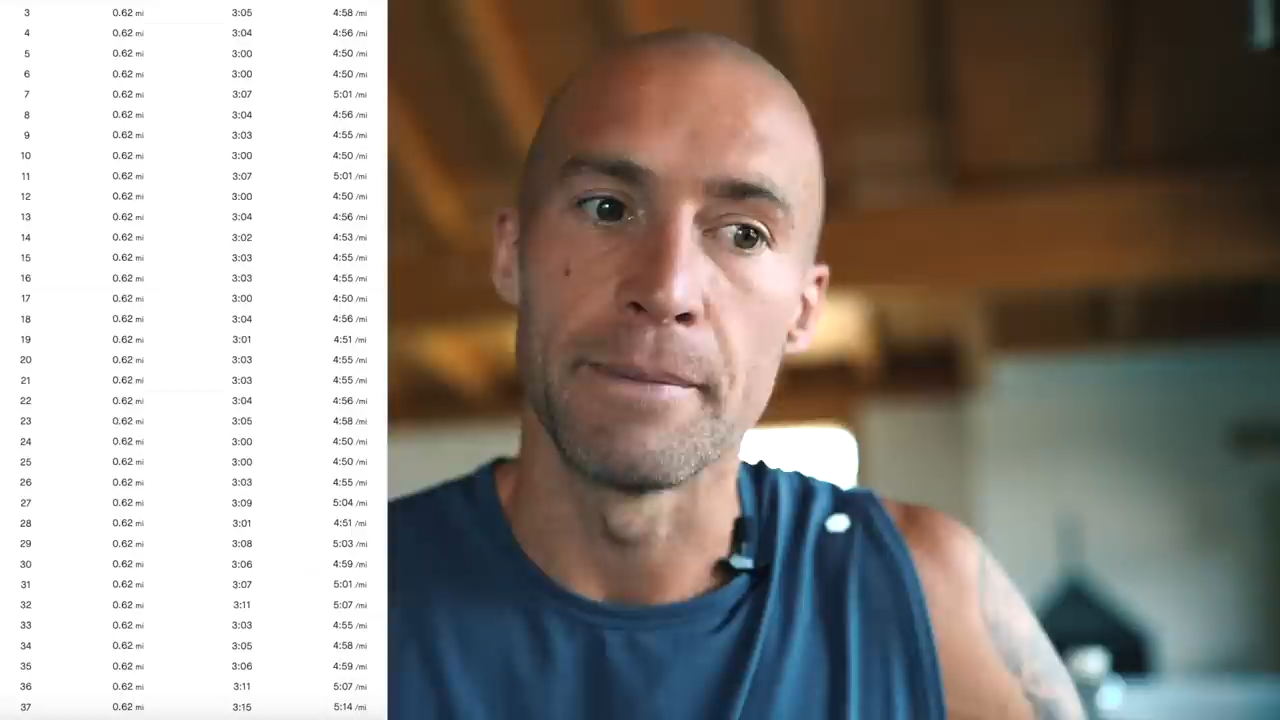 3 0.62 mi 3:05 4:58 /mi
4 0.62 mi 3:04 4:56 /mi
5 0.62 mi 3:00 4:50 /mi
6 0.62 mi 3:00 4:50 /mi
7 0.62 mi 3:07 5:01 /mi
8 0.62 mi 3:04 4:56 /mi
9 0.62 mi 3:03 4:55 /mi
10 0.62 mi 3:00 4:50 /mi
11 0.62 mi 3:07 5:01 /mi
12 0.62 mi 3:00 4:50 /mi
13 0.62 mi 3:04 4:56 /mi
14 0.62 mi 3:02 4:53 /mi
15 0.62 mi 3:03 4:55 /mi
16 0.62 mi 3:03 4:55 /mi
17 0.62 mi 3:00 4:50 /mi
18 0.62 mi 3:04 4:56 /mi
19 0.62 mi 3:01 4:51 /mi
20 0.62 mi 3:03 4:55 /mi
21 0.62 mi 3:03 4:55 /mi
22 0.62 mi 3:04 4:56 /mi
23 0.62 mi 3:05 4:58 /mi
24 0.62 mi 3:00 4:50 /mi
25 0.62 mi 3:00 4:50 /mi
26 0.62 mi 3:03 4:55 /mi
27 0.62 mi 3:09 5:04 /mi
28 0.62 mi 3:01 4:51 /mi
29 0.62 mi 3:08 5:03 /mi
30 0.62 mi 3:06 4:59 /mi
31 0.62 mi 3:07 5:01 /mi
32 0.62 mi 3:11 5:07 /mi
33 0.62 mi 3:03 4:55 /mi
34 0.62 mi 3:05 4:58 /mi
35 0.62 mi 3:06 4:59 /mi
36 0.62 mi 3:11 5:07 /mi
37 0.62 mi 3:15 5:14 /mi